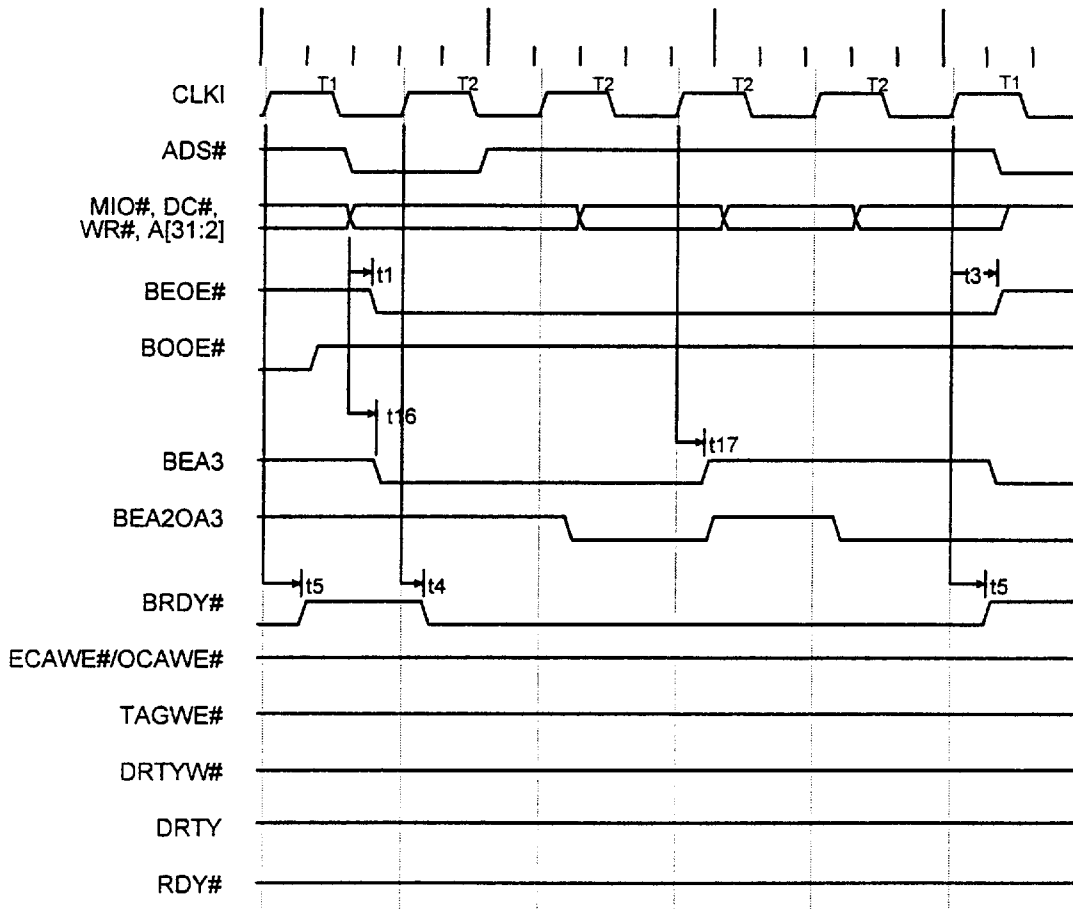 T1 T2 T2 T2 T2 T1
CLKI
ADS#
MIO#, DC#,
WR#, A[31:2]
t1 t3
BEOE#
BOOE#
t16
t17
BEA3
BEA2OA3
t5 t4 t5
BRDY#
ECAWE#/OCAWE#
TAGWE#
DRTYW#
DRTY
RDY#